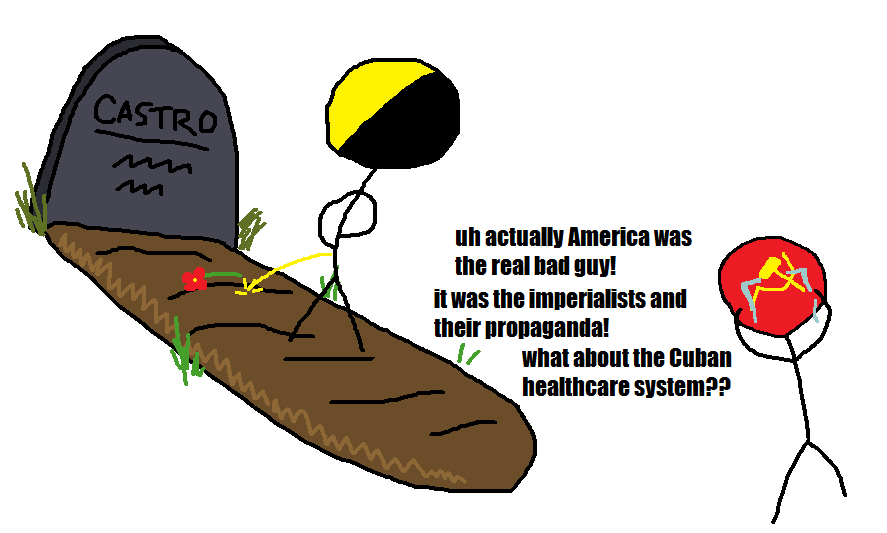 CASTRO
uh actually America was
the real bad guy!
it was the imperialists and
their propaganda!
what about the Cuban
healthcare system??